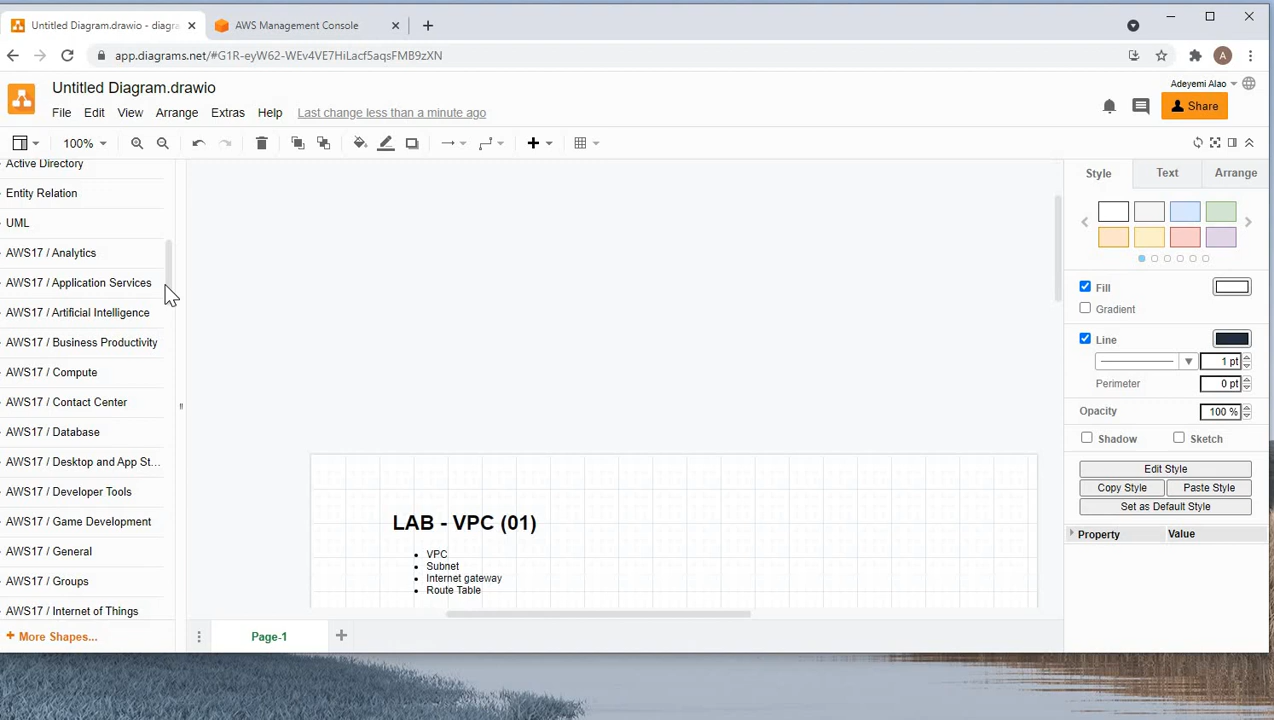 Untitled Diagram.drawio - diagra
AWS Management Console
app.diagrams.net/#G1R-eyW62-WEv4VE7HiLacf5aqsFMB9zXN
A
Untitled Diagram.drawio
Adeyemi Alao
File Edit View Arrange Extras Help Last change less than a minute ago
Share
100%
Active Directory
Entity Relation
UML
AWS17 / Analytics
AWS17 / Application Services
AWS17 / Artificial Intelligence
AWS17 / Business Productivity
AWS17 / Compute
AWS17 / Contact Center
AWS17 / Database
AWS17 / Desktop and App St...
AWS17 / Developer Tools
AWS17 / Game Development
AWS17 / General
AWS17 / Groups
AWS17 / Internet of Things
+ More Shapes...
LAB - VPC (01)
• VPC
• Subnet
• Internet gateway
• Route Table
Page-1
Style Text Arrange
Fill
Gradient
Line
1 pt
Perimeter 0 pt
Opacity 100 %
Shadow Sketch
Edit Style
Copy Style Paste Style
Set as Default Style
Property Value